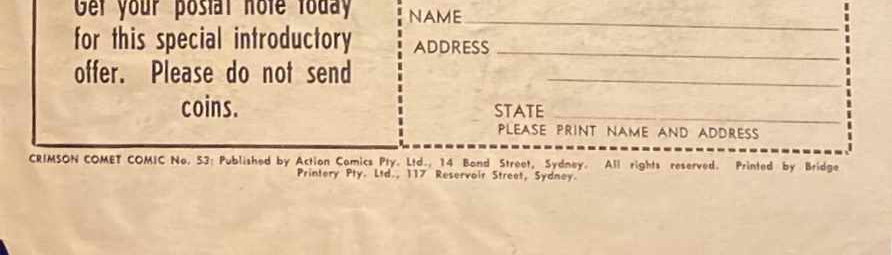 Get your postal note today
for this special introductory
offer. Please do not send
coins.
NAME
ADDRESS
STATE
PLEASE PRINT NAME AND ADDRESS
CRIMSON COMET COMIC No. 53: Published by Action Comics Pty. Ltd., 14 Bond Street, Sydney. All rights reserved. Printed by Bridge
Printery Pty. Ltd., 117 Reservoir Street, Sydney.